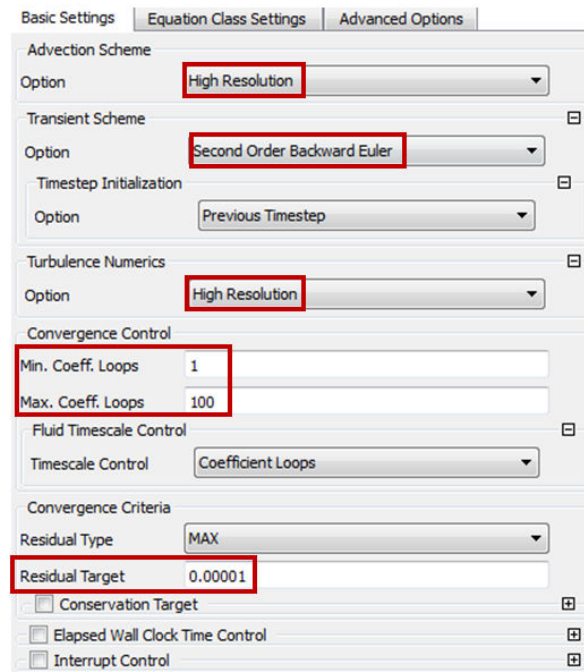 Basic Settings Equation Class Settings Advanced Options
Advection Scheme
Option High Resolution
Transient Scheme
Option Second Order Backward Euler
Timestep Initialization
Option Previous Timestep
Turbulence Numerics
Option High Resolution
Convergence Control
Min. Coeff. Loops 1
Max. Coeff. Loops 100
Fluid Timescale Control
Timescale Control Coefficient Loops
Convergence Criteria
Residual Type MAX
Residual Target 0.00001
Conservation Target
Elapsed Wall Clock Time Control
Interrupt Control